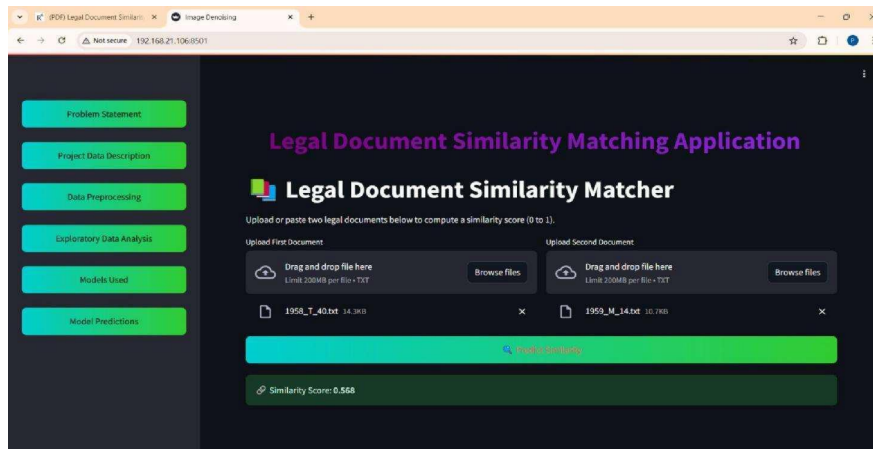 (PDF) Legal Document Similari
Image Denoising
Not secure 192.168.21.106:8501
Problem Statement
Project Data Description
Data Preprocessing
Exploratory Data Analysis
Models Used
Model Predictions
Legal Document Similarity Matching Application
Legal Document Similarity Matcher
Upload or paste two legal documents below to compute a similarity score (0 to 1).
Upload First Document
Drag and drop file here
Limit 200MB per file • TXT
Browse files
1958_T_40.txt 14.3KB
Upload Second Document
Drag and drop file here
Limit 200MB per file • TXT
Browse files
1959_M_14.txt 10.7KB
Similarity
Similarity Score: 0.568